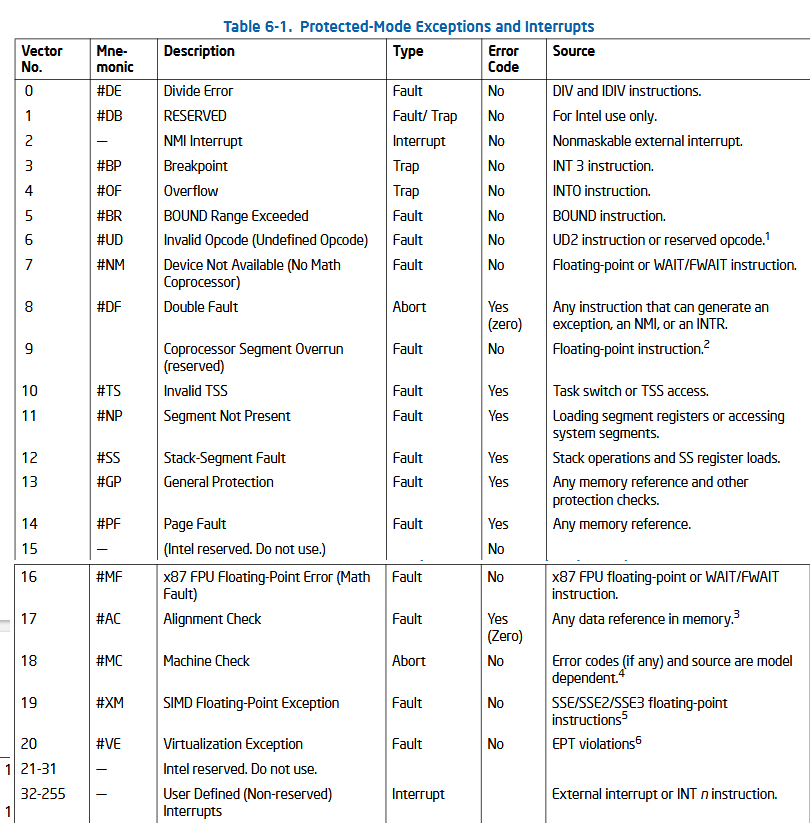 Table 6-1. Protected-Mode Exceptions and Interrupts
Vector No. Mne-monic Description Type Error Code Source
0 #DE Divide Error Fault No DIV and IDIV instructions.
1 #DB RESERVED Fault/ Trap No For Intel use only.
2 — NMI Interrupt Interrupt No Nonmaskable external interrupt.
3 #BP Breakpoint Trap No INT 3 instruction.
4 #OF Overflow Trap No INTO instruction.
5 #BR BOUND Range Exceeded Fault No BOUND instruction.
6 #UD Invalid Opcode (Undefined Opcode) Fault No UD2 instruction or reserved opcode.1
7 #NM Device Not Available (No Math Coprocessor) Fault No Floating-point or WAIT/FWAIT instruction.
8 #DF Double Fault Abort Yes (zero) Any instruction that can generate an exception, an NMI, or an INTR.
9 Coprocessor Segment Overrun (reserved) Fault No Floating-point instruction.2
10 #TS Invalid TSS Fault Yes Task switch or TSS access.
11 #NP Segment Not Present Fault Yes Loading segment registers or accessing system segments.
12 #SS Stack-Segment Fault Fault Yes Stack operations and SS register loads.
13 #GP General Protection Fault Yes Any memory reference and other protection checks.
14 #PF Page Fault Fault Yes Any memory reference.
15 — (Intel reserved. Do not use.) No
16 #MF x87 FPU Floating-Point Error (Math Fault) Fault No x87 FPU floating-point or WAIT/FWAIT instruction.
17 #AC Alignment Check Fault Yes (Zero) Any data reference in memory.3
18 #MC Machine Check Abort No Error codes (if any) and source are model dependent.4
19 #XM SIMD Floating-Point Exception Fault No SSE/SSE2/SSE3 floating-point instructions5
20 #VE Virtualization Exception Fault No EPT violations6
1 21-31 — Intel reserved. Do not use.
32-255 — User Defined (Non-reserved) Interrupts Interrupt External interrupt or INT n instruction.
1